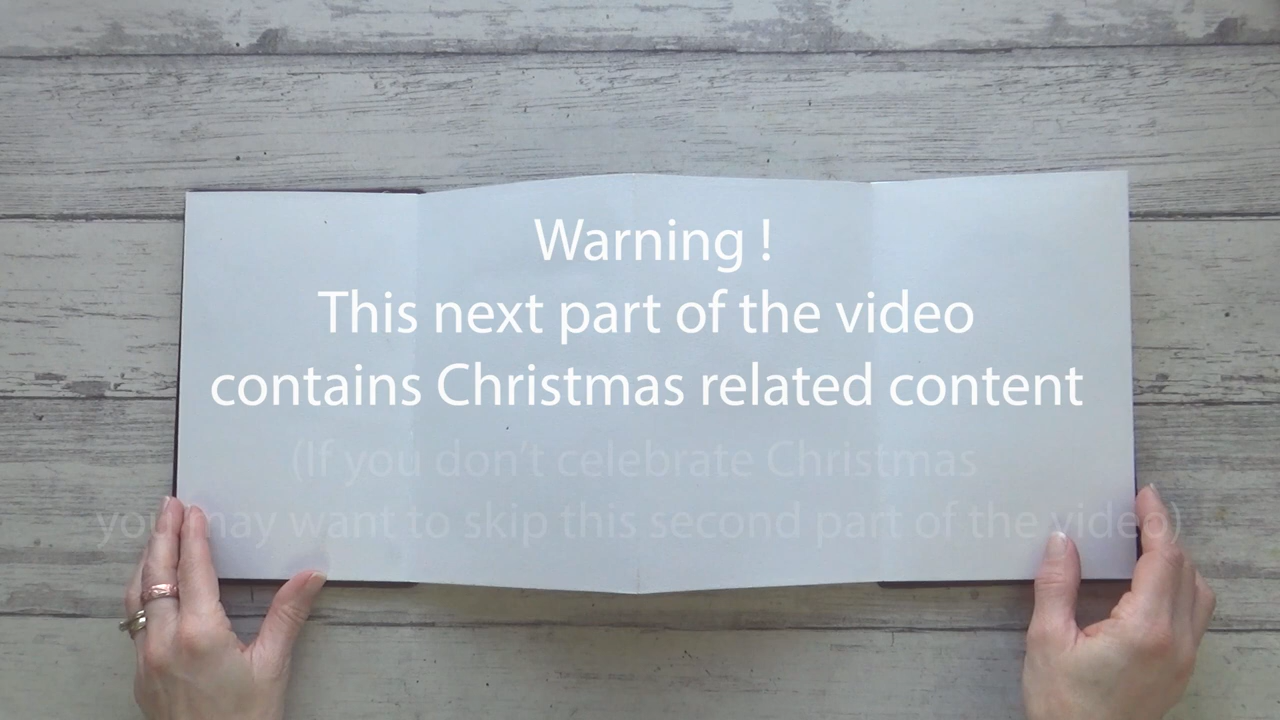 Warning !
This next part of the video
contains Christmas related content
(If you don’t celebrate Christmas
you may want to skip this second part of the video)